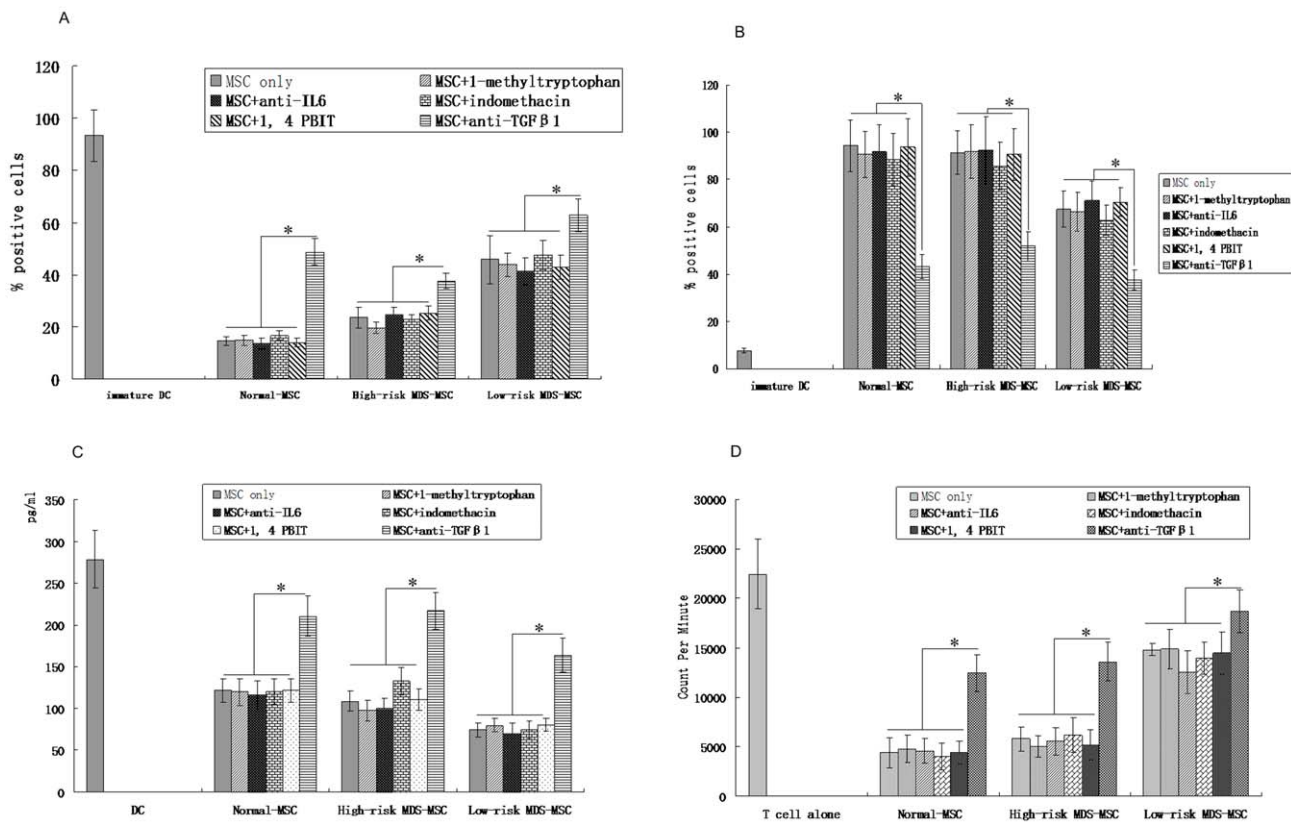 A
% positive cells
120
100
80
60
40
20
0
MSC only
MSC+1-methyltryptophan
MSC+anti-IL6
MSC+indomethacin
MSC+1, 4 PBIT
MSC+anti-TGFβ1
*
*
*
immature DC
Normal-MSC
High-risk MDS-MSC
Low-risk MDS-MSC
B
% positive cells
120
100
80
60
40
20
0
*
*
*
MSC only
MSC+1-methyltryptophan
MSC+anti-IL6
MSC+indomethacin
MSC+1, 4 PBIT
MSC+anti-TGFβ1
immature DC
Normal-MSC
High-risk MDS-MSC
Low-risk MDS-MSC
C
pg/ml
350
300
250
200
150
100
50
0
MSC only
MSC+1-methyltryptophan
MSC+anti-IL6
MSC+indomethacin
MSC+1, 4 PBIT
MSC+anti-TGFβ1
*
*
*
DC
Normal-MSC
High-risk MDS-MSC
Low-risk MDS-MSC
D
Count Per Minute
30000
25000
20000
15000
10000
5000
0
MSC only
MSC+1-methyltryptophan
MSC+anti-IL6
MSC+indomethacin
MSC+1, 4 PBIT
MSC+anti-TGFβ1
*
*
*
T cell alone
Normal-MSC
High-risk MDS-MSC
Low-risk MDS-MSC